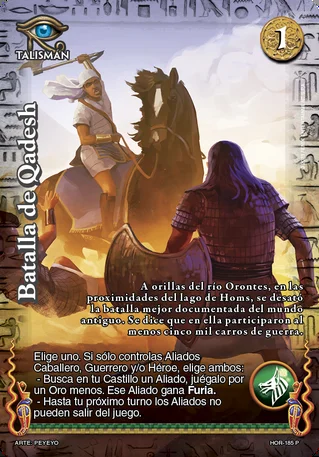 TALISMAN
1
Batalla de Qadesh
A orillas del río Orontes, en las
proximidades del lago de Homs, se desató
la batalla mejor documentada del mundo
antiguo. Se dice que en ella participaron al
menos cinco mil carros de guerra.
Elige uno. Si sólo controlas Aliados
Caballero, Guerrero y/o Héroe, elige ambos:
- Busca en tu Castillo un Aliado, juégalo por
un Oro menos. Ese Aliado gana Furia.
- Hasta tu próximo turno los Aliados no
pueden salir del juego.
ARTE: PEYEYO
HOR-185 P